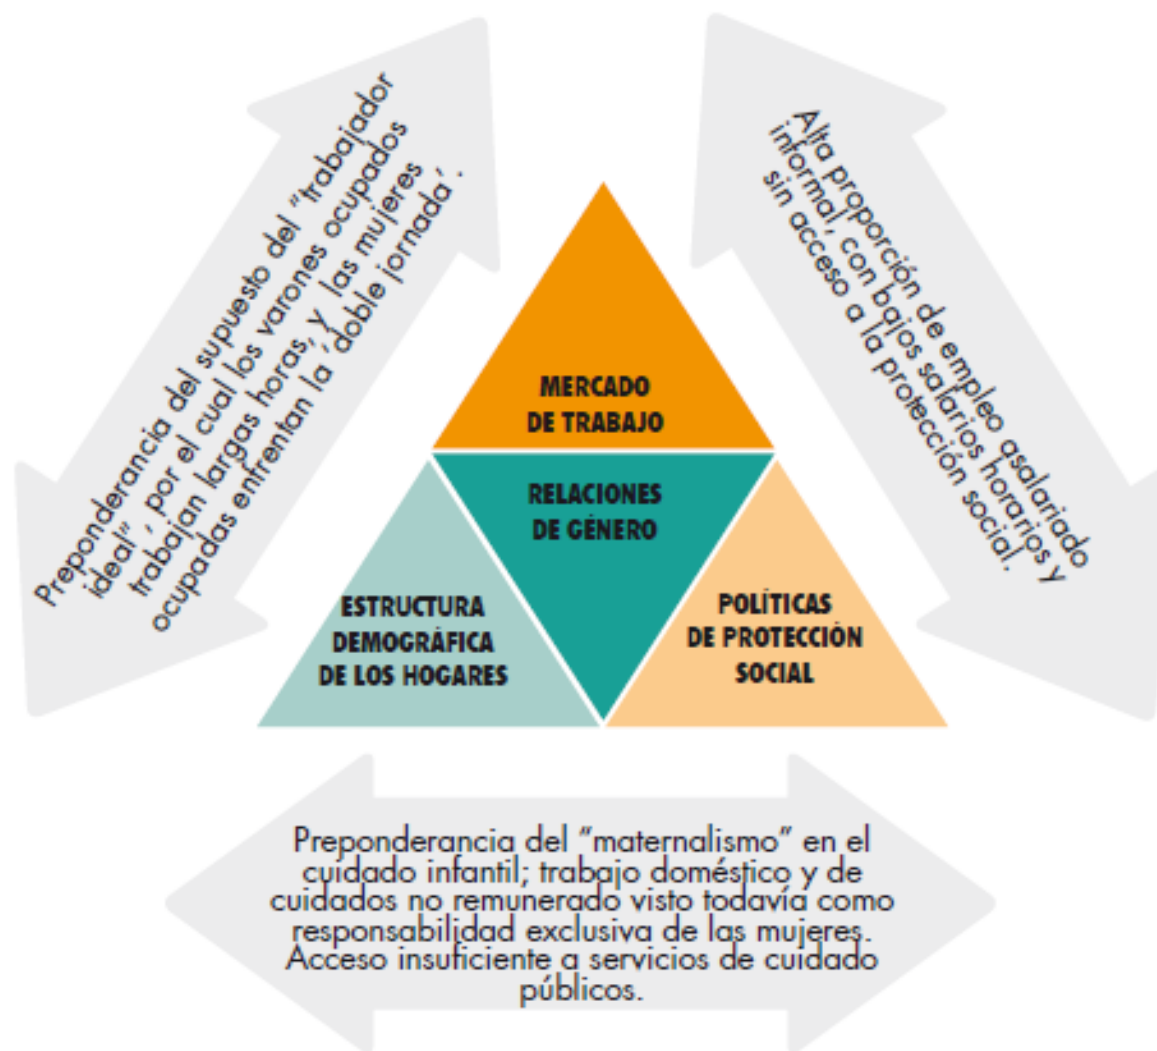 Preponderancia del supuesto del “trabajador
ideal”, por el cual los varones ocupados
trabajan largas horas, y las mujeres
ocupadas enfrentan la ‘doble jornada’.
Alta proporción de empleo asalariado
informal, con bajos salarios horarios y
sin acceso a la protección social.
MERCADO
DE TRABAJO
RELACIONES
DE GÉNERO
ESTRUCTURA
DEMOGRÁFICA
DE LOS HOGARES
POLÍTICAS
DE PROTECCIÓN
SOCIAL
Preponderancia del “maternalismo” en el
cuidado infantil; trabajo doméstico y de
cuidados no remunerado visto todavía como
responsabilidad exclusiva de las mujeres.
Acceso insuficiente a servicios de cuidado
públicos.